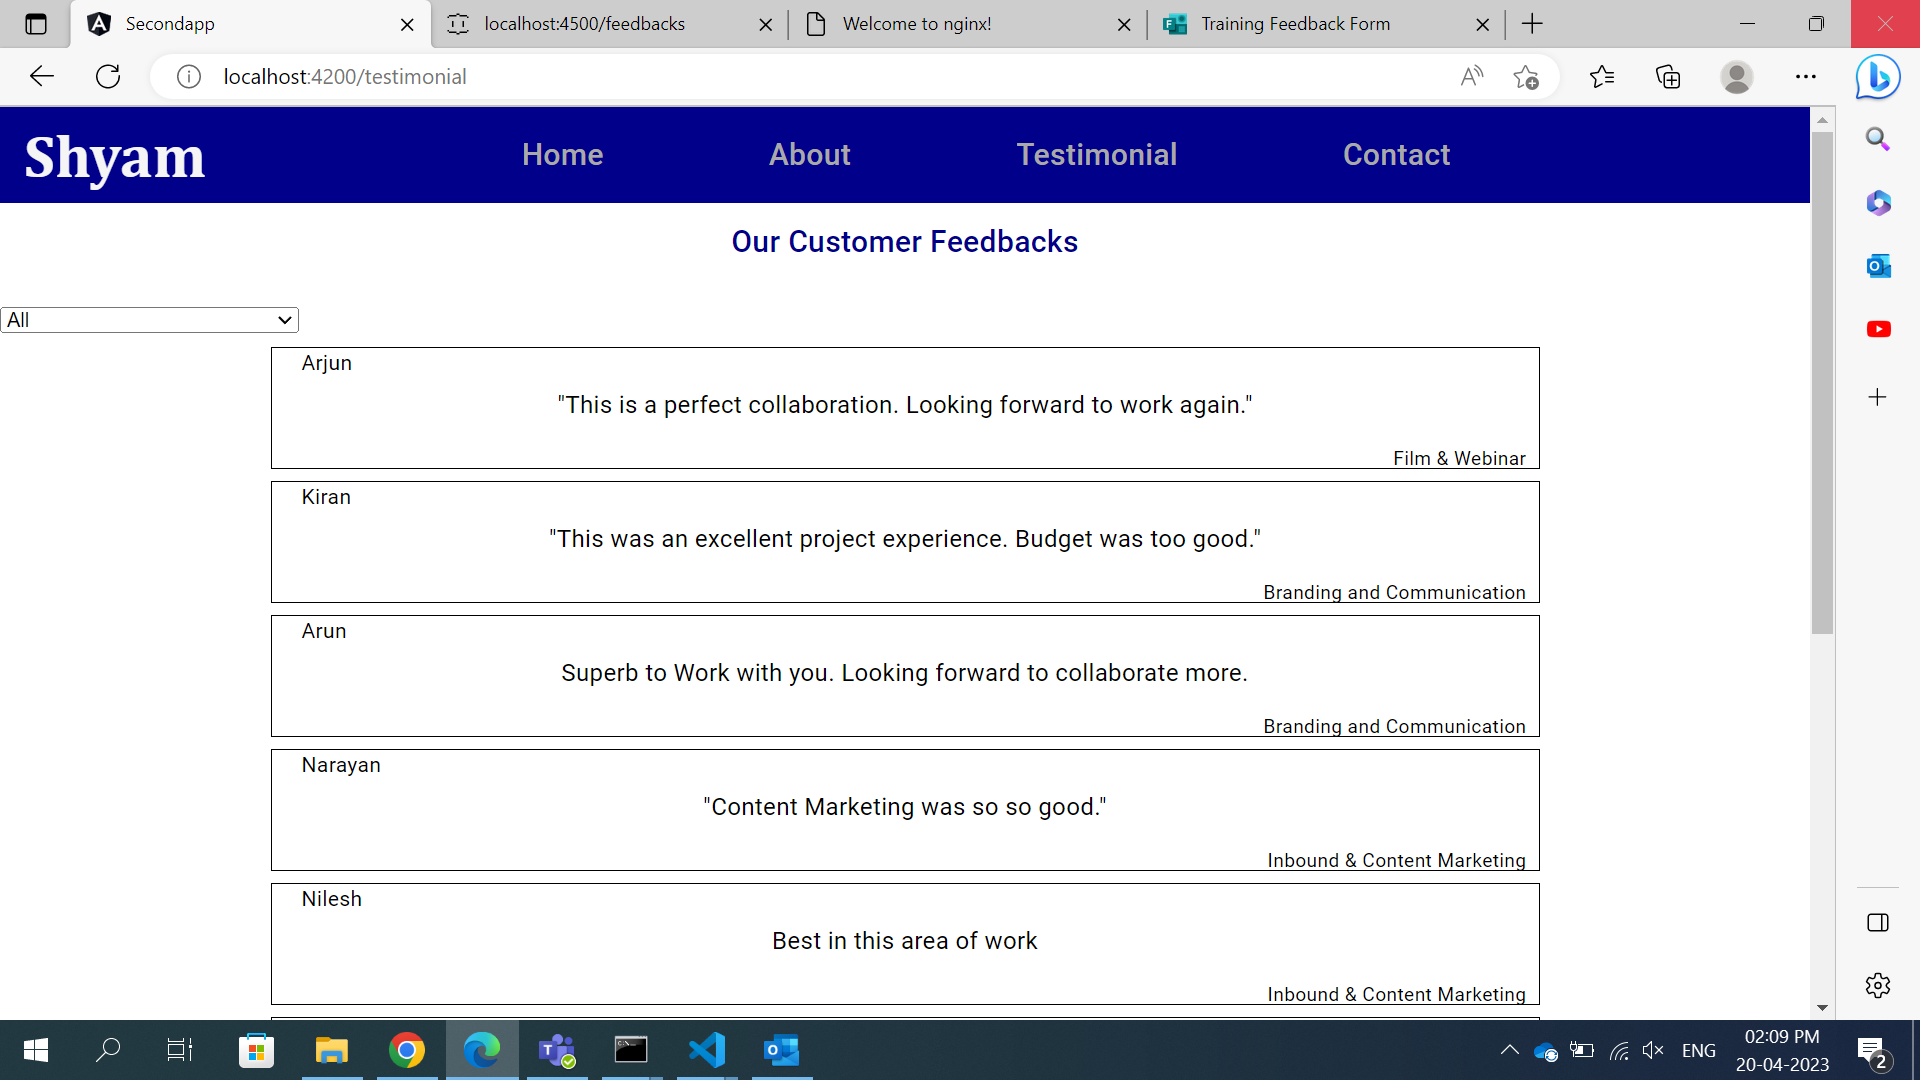 Secondapp
localhost:4500/feedbacks
Welcome to nginx!
Training Feedback Form
localhost:4200/testimonial
Shyam
Home
About
Testimonial
Contact
Our Customer Feedbacks
All
Arjun
"This is a perfect collaboration. Looking forward to work again."
Film & Webinar
Kiran
"This was an excellent project experience. Budget was too good."
Branding and Communication
Arun
Superb to Work with you. Looking forward to collaborate more.
Branding and Communication
Narayan
"Content Marketing was so so good."
Inbound & Content Marketing
Nilesh
Best in this area of work
Inbound & Content Marketing
ENG
02:09 PM
20-04-2023
2